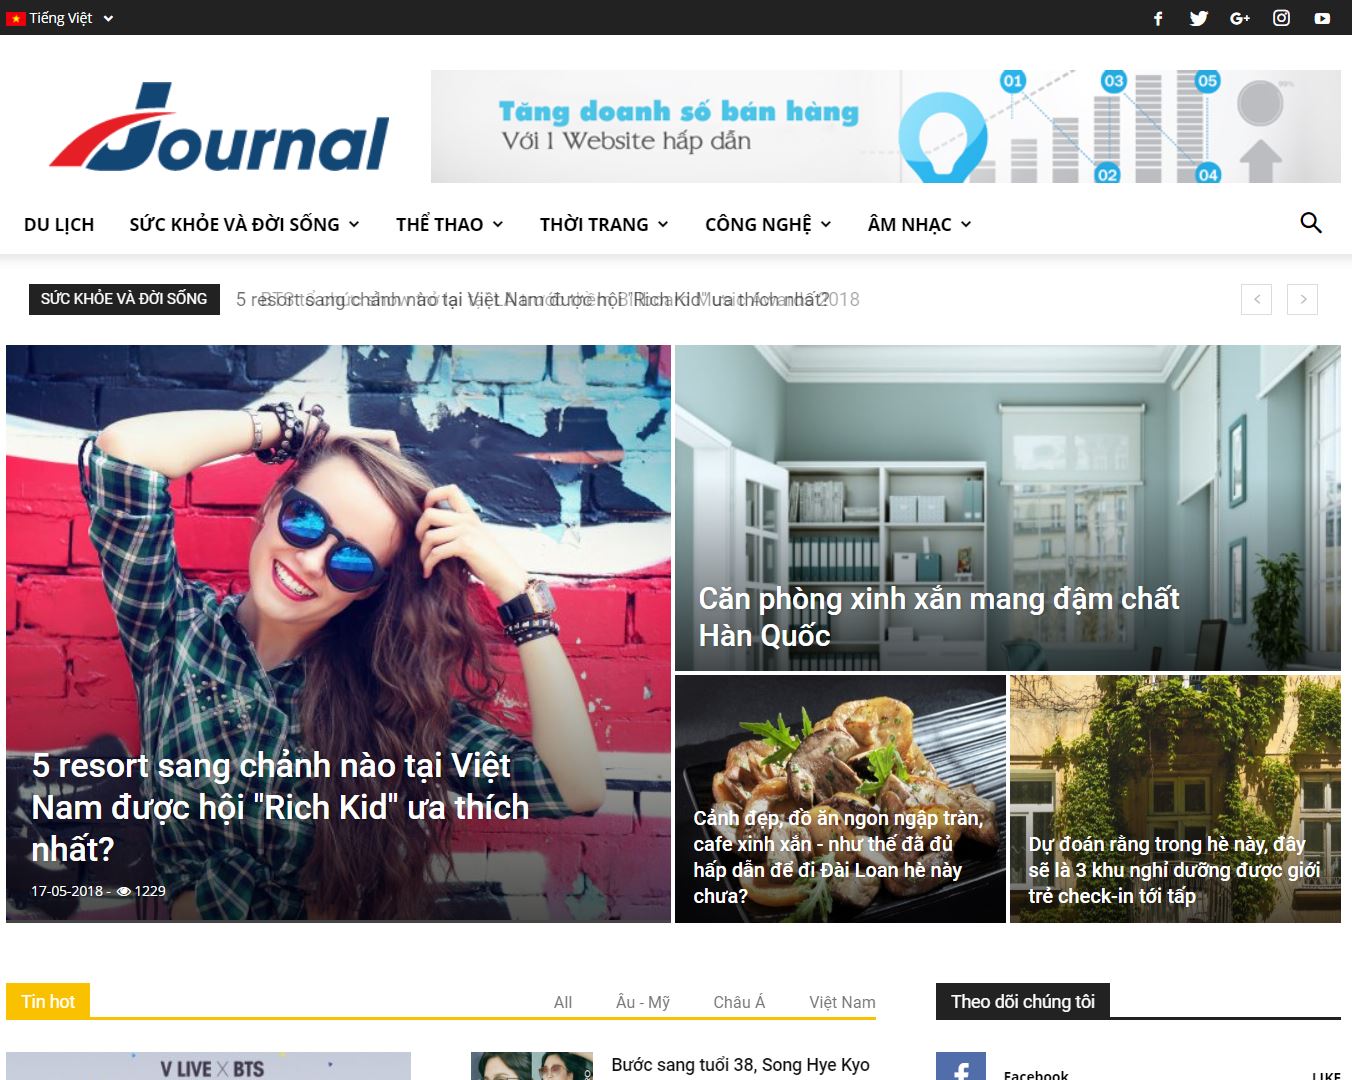 Tiếng Việt
Journal
Tăng doanh số bán hàng
Với 1 Website hấp dẫn
01 03 05
99%
02 04
DU LỊCH SỨC KHỎE VÀ ĐỜI SỐNG THỂ THAO THỜI TRANG CÔNG NGHỆ ÂM NHẠC
SỨC KHỎE VÀ ĐỜI SỐNG 5 resort sang chảnh nào tại Việt Nam được hội "Rich Kid" ưa thích nhất? 2018
Căn phòng xinh xắn mang đậm chất
Hàn Quốc
5 resort sang chảnh nào tại Việt
Nam được hội "Rich Kid" ưa thích
nhất?
17-05-2018 - 1229
Cảnh đẹp, đồ ăn ngon ngập tràn,
cafe xinh xắn - như thế đã đủ
hấp dẫn để đi Đài Loan hè này
chưa?
Dự đoán rằng trong hè này, đây
sẽ là 3 khu nghỉ dưỡng được giới
trẻ check-in tới tấp
Tin hot All Âu - Mỹ Châu Á Việt Nam
Theo dõi chúng tôi
V LIVE X BTS
Bước sang tuổi 38, Song Hye Kyo
Facebook LIKE